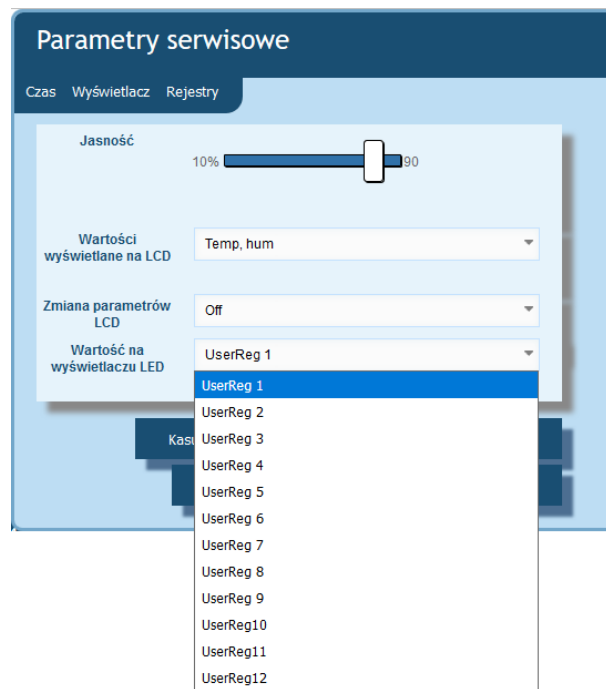 Parametry serwisowe
Czas Wyświetlacz Rejestry
Jasność
10% 90
Wartości
wyświetlane na LCD
Temp, hum
Zmiana parametrów
LCD
Off
Wartość na
wyświetlaczu LED
UserReg 1
UserReg 1
UserReg 2
UserReg 3
Kasu
UserReg 4
UserReg 5
UserReg 6
UserReg 7
UserReg 8
UserReg 9
UserReg10
UserReg11
UserReg12